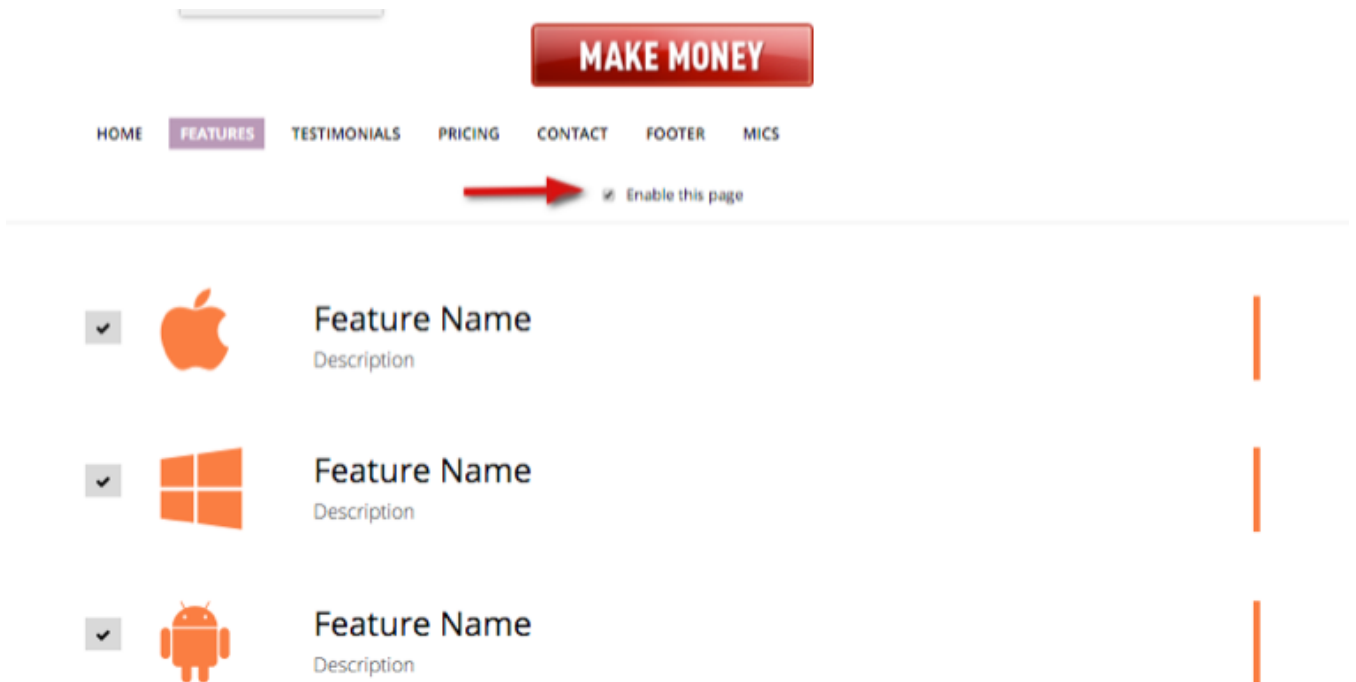 MAKE MONEY
HOME FEATURES TESTIMONIALS PRICING CONTACT FOOTER MICS
Enable this page
Feature Name
Description
Feature Name
Description
Feature Name
Description